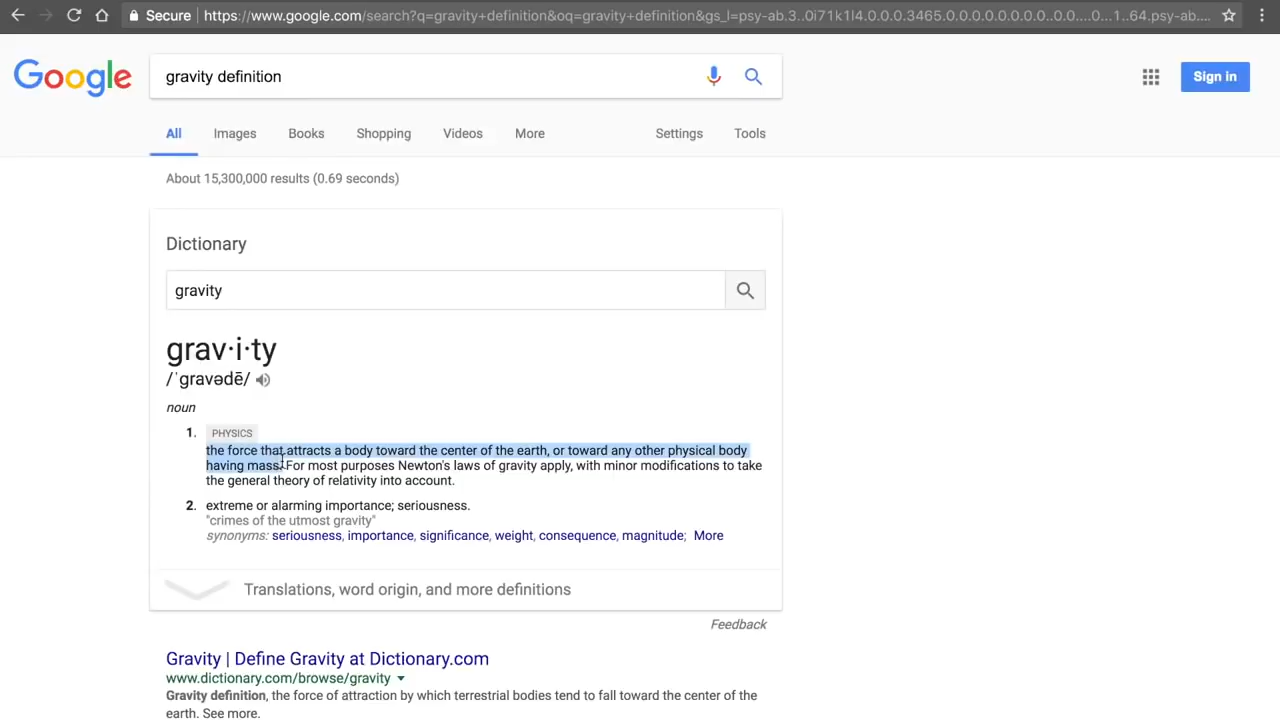 Secure https://www.google.com/search?q=gravity+definition&oq=gravity+definition&gs_l=psy-ab.3..0i71k1l4.0.0.0.3465.0.0.0.0.0.0.0.0..0.0....0...1..64.psy-ab....
Google gravity definition Sign in
All Images Books Shopping Videos More Settings Tools
About 15,300,000 results (0.69 seconds)
Dictionary
gravity
grav·i·ty
/ˈɡravədē/
noun
1. PHYSICS
the force that attracts a body toward the center of the earth, or toward any other physical body
having mass. For most purposes Newton's laws of gravity apply, with minor modifications to take
the general theory of relativity into account.
2. extreme or alarming importance; seriousness.
"crimes of the utmost gravity"
synonyms: seriousness, importance, significance, weight, consequence, magnitude; More
Translations, word origin, and more definitions
Feedback
Gravity | Define Gravity at Dictionary.com
www.dictionary.com/browse/gravity
Gravity definition, the force of attraction by which terrestrial bodies tend to fall toward the center of the
earth. See more.